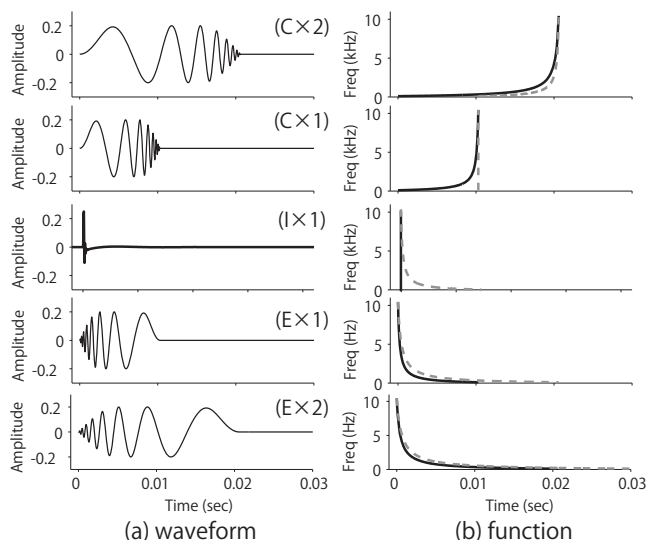 Amplitude
0.2
0
-0.2
(C×2)
Freq (kHz)
10
5
0
Amplitude
0.2
0
-0.2
(C×1)
Freq (kHz)
10
5
0
Amplitude
0.2
0
-0.2
(I×1)
Freq (kHz)
10
5
0
Amplitude
0.2
0
-0.2
(E×1)
Freq (Hz)
10
5
0
Amplitude
0.2
0
-0.2
(E×2)
Freq (Hz)
10
5
0
0 0.01 0.02 0.03
0 0.01 0.02 0.03
Time (sec)
Time (sec)
(a) waveform
(b) function